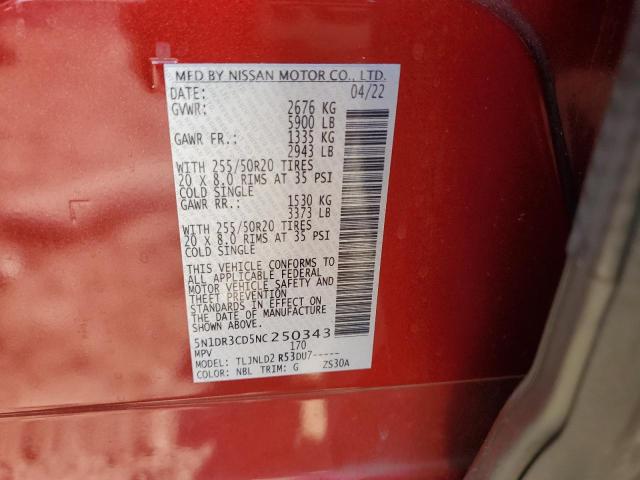 MFD BY NISSAN MOTOR CO., LTD.
DATE: 04/22
GVWR: 2676 KG
5900 LB
GAWR FR.: 1335 KG
2943 LB
WITH 255/50R20 TIRES
20 X 8.0 RIMS AT 35 PSI
COLD SINGLE
GAWR RR.: 1530 KG
3373 LB
WITH 255/50R20 TIRES
20 X 8.0 RIMS AT 35 PSI
COLD SINGLE
THIS VEHICLE CONFORMS TO
ALL APPLICABLE FEDERAL
MOTOR VEHICLE SAFETY AND
THEFT PREVENTION
STANDARDS IN EFFECT ON
THE DATE OF MANUFACTURE
SHOWN ABOVE.
5N1DR3CD5NC250343
MPV 170
MODEL: TLJNLD2 R53DU7-----
COLOR: NBL TRIM: G ZS30A